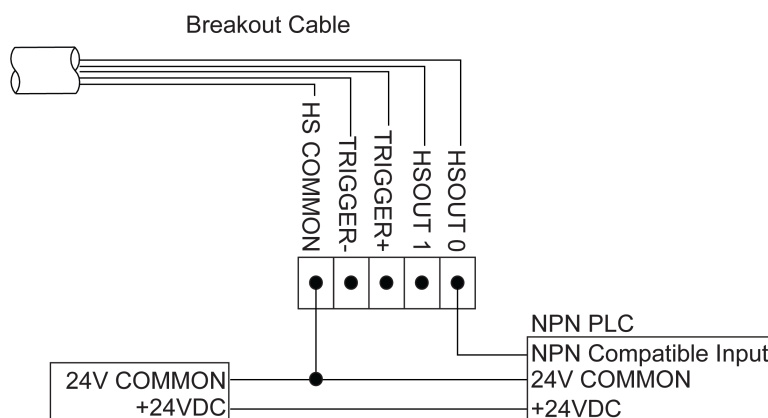 Breakout Cable
HS COMMON
TRIGGER-
TRIGGER+
HSOUT 1
HSOUT 0
NPN PLC
NPN Compatible Input
24V COMMON
24V COMMON
+24VDC
+24VDC